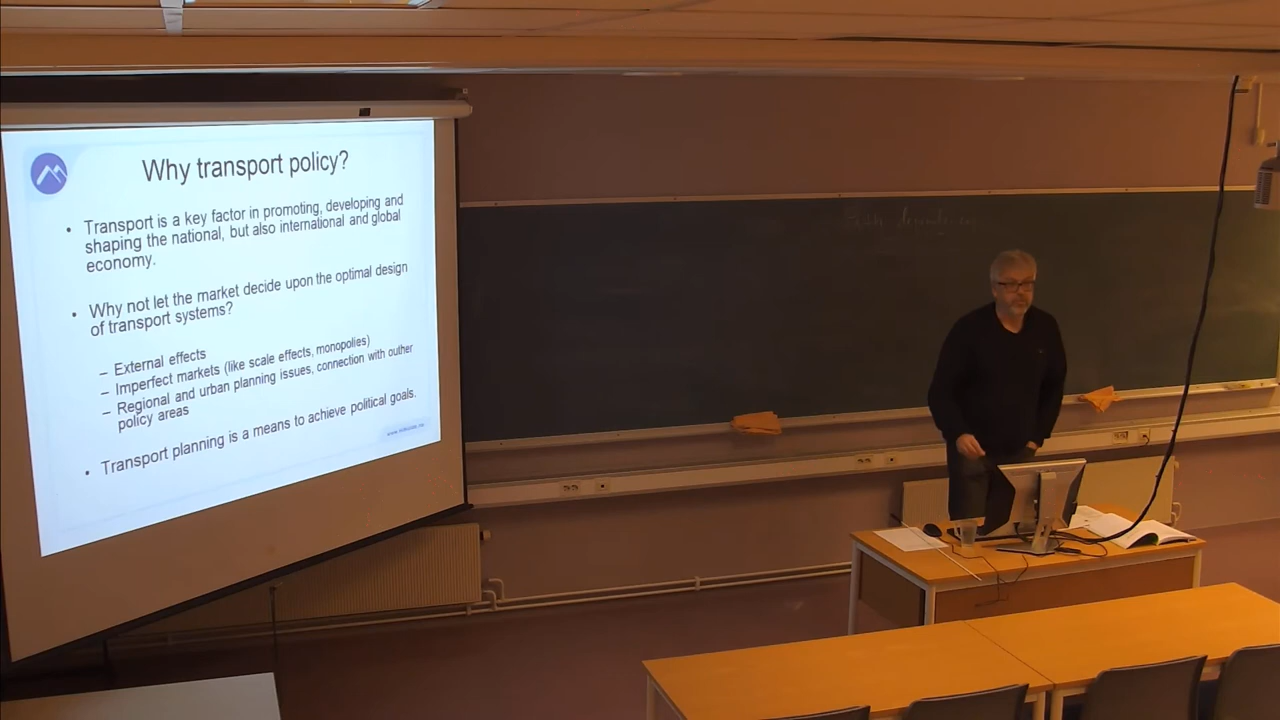 Why transport policy?
• Transport is a key factor in promoting, developing and
shaping the national, but also international and global
economy.
• Why not let the market decide upon the optimal design
of transport systems?
– External effects
– Imperfect markets (like scale effects, monopolies)
– Regional and urban planning issues, connection with outher
policy areas
• Transport planning is a means to achieve political goals.